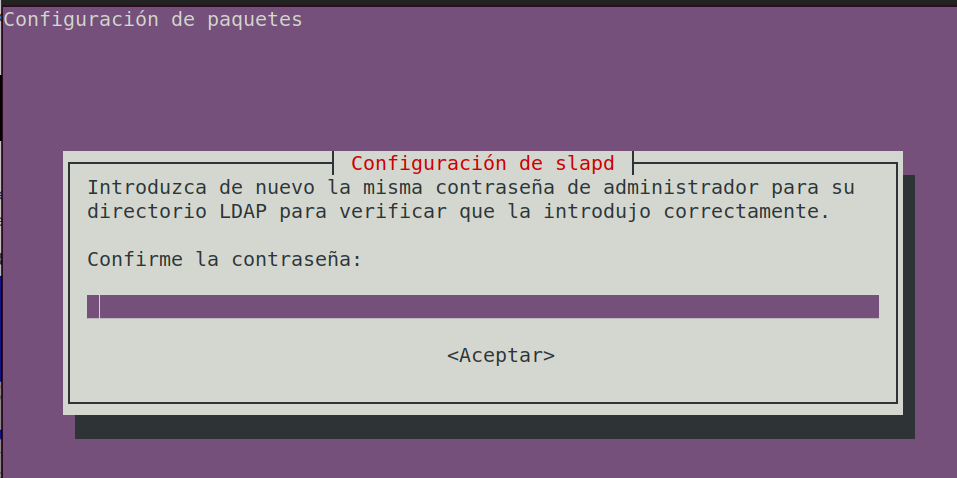 Configuración de paquetes
Configuración de slapd
Introduzca de nuevo la misma contraseña de administrador para su
directorio LDAP para verificar que la introdujo correctamente.
Confirme la contraseña:
<Aceptar>